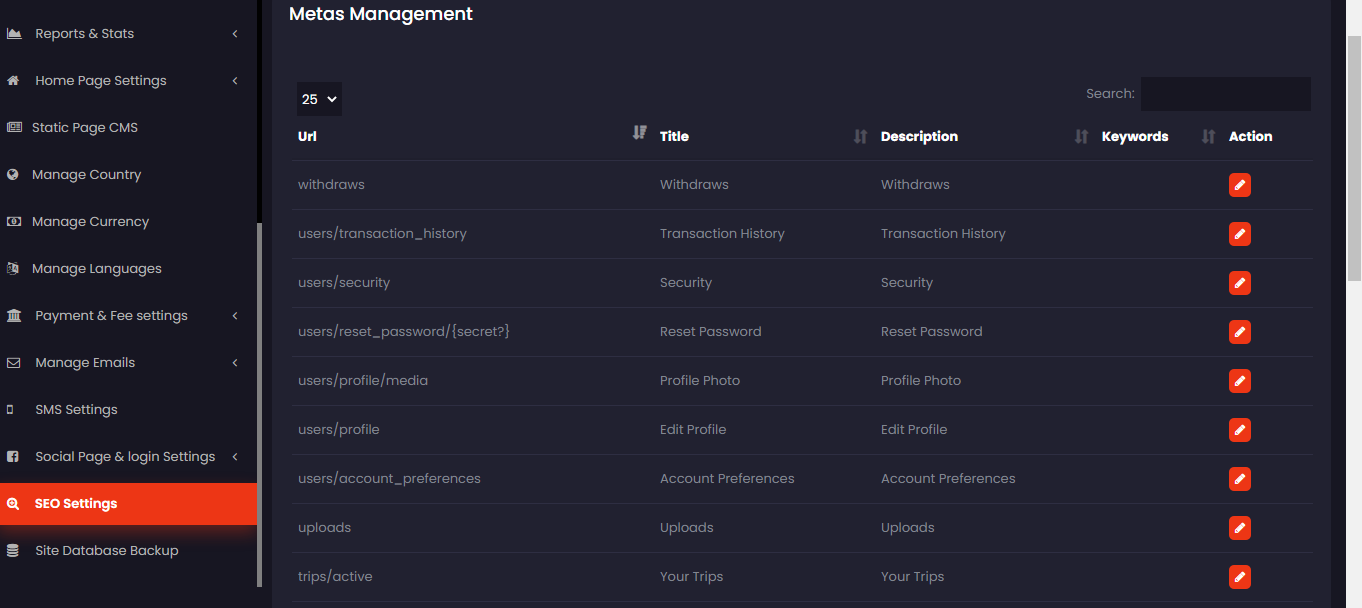 Reports & Stats
Home Page Settings
Static Page CMS
Manage Country
Manage Currency
Manage Languages
Payment & Fee settings
Manage Emails
SMS Settings
Social Page & login Settings
SEO Settings
Site Database Backup
Metas Management
25
Search:
Url Title Description Keywords Action
withdraws Withdraws Withdraws
users/transaction_history Transaction History Transaction History
users/security Security Security
users/reset_password/{secret?} Reset Password Reset Password
users/profile/media Profile Photo Profile Photo
users/profile Edit Profile Edit Profile
users/account_preferences Account Preferences Account Preferences
uploads Uploads Uploads
trips/active Your Trips Your Trips